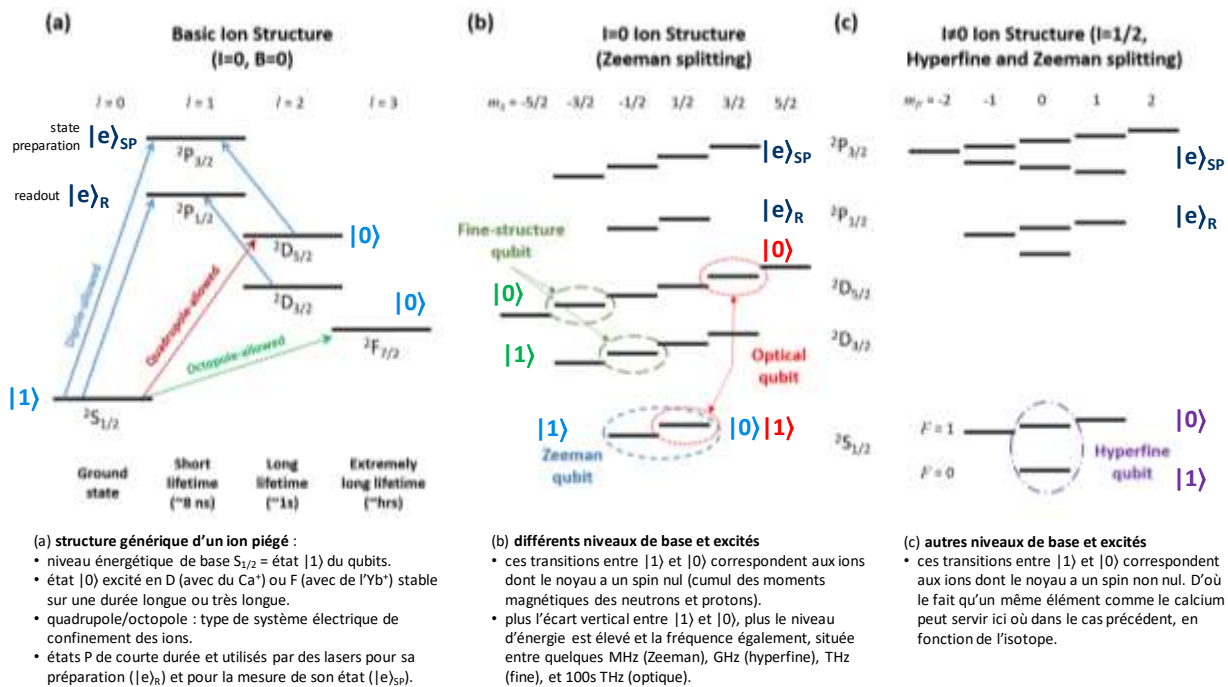 (a)
Basic Ion Structure
(I=0, B=0)
l = 0
l = 1
l = 2
l = 3
state
preparation
|e⟩SP
²P3/2
readout
|e⟩R
²P1/2
|0⟩
²D5/2
²D3/2
|0⟩
²F7/2
Dipole-allowed
Quadrupole-allowed
Octopole-allowed
|1⟩
²S1/2
Ground
state
Short
lifetime
(~8 ns)
Long
lifetime
(~1s)
Extremely
long lifetime
(~hrs)
(b)
I=0 Ion Structure
(Zeeman splitting)
mJ = -5/2
-3/2
-1/2
1/2
3/2
5/2
²P3/2
|e⟩SP
²P1/2
|e⟩R
Fine-structure
qubit
|0⟩
|0⟩
²D5/2
|1⟩
²D3/2
Optical
qubit
|1⟩
|0⟩
|1⟩
²S1/2
Zeeman
qubit
(c)
I≠0 Ion Structure (I=1/2,
Hyperfine and Zeeman splitting)
mF = -2
-1
0
1
2
|e⟩SP
|e⟩R
F = 1
|0⟩
F = 0
|1⟩
Hyperfine
qubit
(a) structure générique d'un ion piégé :
• niveau énergétique de base S1/2 = état |1⟩ du qubits.
• état |0⟩ excité en D (avec du Ca⁺) ou F (avec de l'Yb⁺) stable
sur une durée longue ou très longue.
• quadrupole/octopole : type de système électrique de
confinement des ions.
• états P de courte durée et utilisés par des lasers pour sa
préparation (|e⟩R) et pour la mesure de son état (|e⟩SP).
(b) différents niveaux de base et excités
• ces transitions entre |1⟩ et |0⟩ correspondent aux ions
dont le noyau a un spin nul (cumul des moments
magnétiques des neutrons et protons).
• plus l'écart vertical entre |1⟩ et |0⟩, plus le niveau
d'énergie est élevé et la fréquence également, située
entre quelques MHz (Zeeman), GHz (hyperfine), THz
(fine), et 100s THz (optique).
(c) autres niveaux de base et excités
• ces transitions entre |1⟩ et |0⟩ correspondent
aux ions dont le noyau a un spin non nul. D'où
le fait qu'un même élément comme le calcium
peut servir ici où dans le cas précédent, en
fonction de l'isotope.